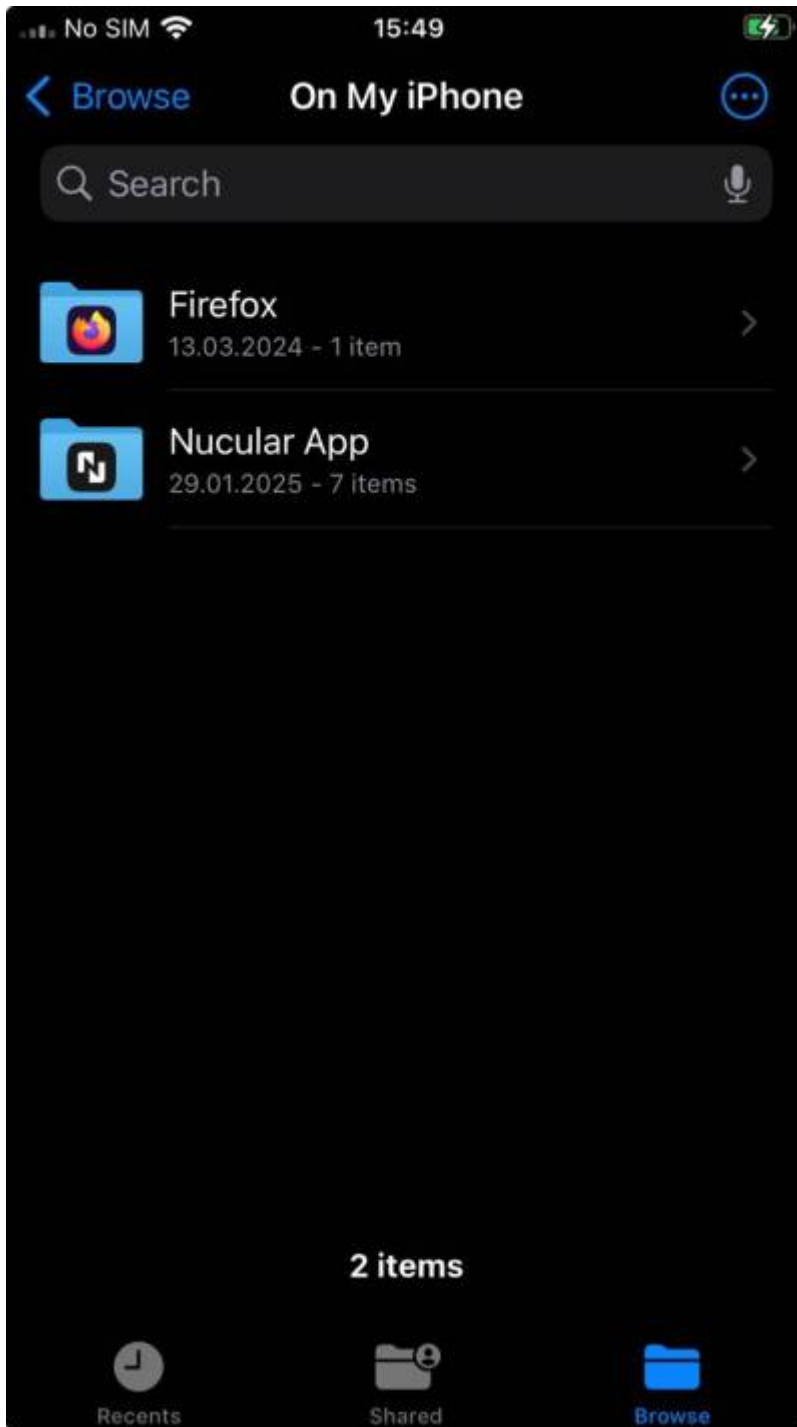 No SIM
15:49
Browse
On My iPhone
Search
Firefox
13.03.2024 - 1 item
Nucular App
29.01.2025 - 7 items
2 items
Recents
Shared
Browse